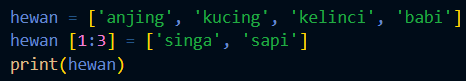 hewan = ['anjing', 'kucing', 'kelinci', 'babi']
hewan [1:3] = ['singa', 'sapi']
print(hewan)